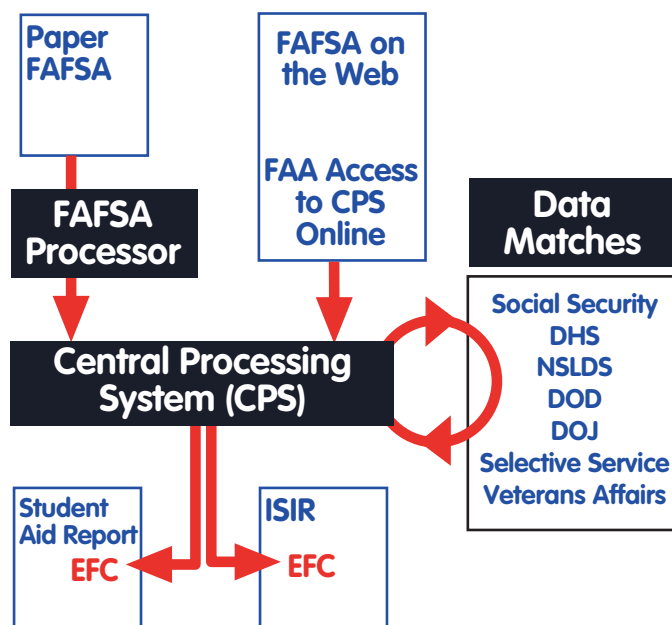 Paper
FAFSA
FAFSA on
the Web
FAA Access
to CPS
Online
FAFSA
Processor
Data
Matches
Social Security
DHS
NSLDS
DOD
DOJ
Selective Service
Veterans Affairs
Central Processing
System (CPS)
Student
Aid Report
EFC
ISIR
EFC